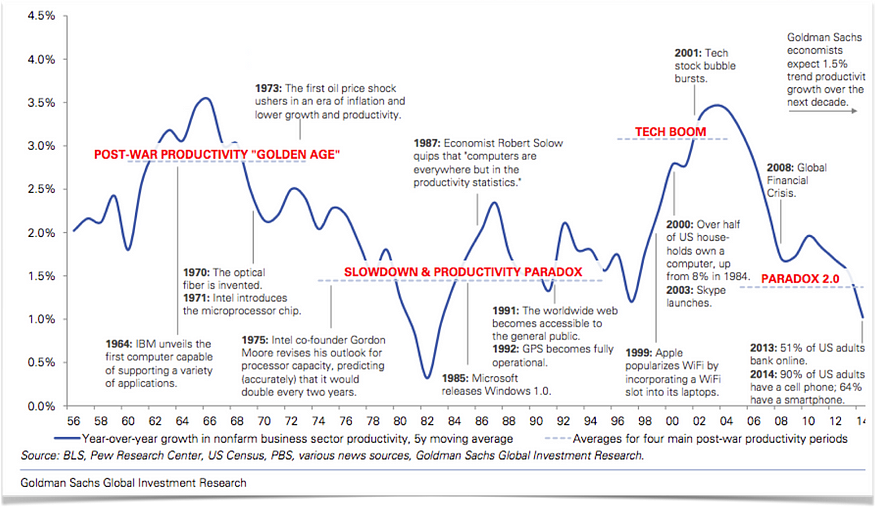 4.5%
4.0%
3.5%
3.0%
2.5%
2.0%
1.5%
1.0%
0.5%
0.0%
56 58 60 62 64 66 68 70 72 74 76 78 80 82 84 86 88 90 92 94 96 98 00 02 04 06 08 10 12 14
POST-WAR PRODUCTIVITY "GOLDEN AGE"
1973: The first oil price shock
ushers in an era of inflation and
lower growth and productivity.
1964: IBM unveils the
first computer capable
of supporting a variety
of applications.
1970: The optical
fiber is invented.
1971: Intel introduces
the microprocessor chip.
1975: Intel co-founder Gordon
Moore revises his outlook for
processor capacity, predicting
(accurately) that it would
double every two years.
SLOWDOWN & PRODUCTIVITY PARADOX
1987: Economist Robert Solow
quips that "computers are
everywhere but in the
productivity statistics."
1985: Microsoft
releases Windows 1.0.
1991: The worldwide web
becomes accessible to
the general public.
1992: GPS becomes fully
operational.
TECH BOOM
2001: Tech
stock bubble
bursts.
1999: Apple
popularizes WiFi by
incorporating a WiFi
slot into its laptops.
2000: Over half
of US house-
holds own a
computer, up
from 8% in 1984.
2003: Skype
launches.
2008: Global
Financial
Crisis.
PARADOX 2.0
Goldman Sachs
economists
expect 1.5%
trend productivit
growth over the
next decade.
2013: 51% of US adults
bank online.
2014: 90% of US adults
have a cell phone; 64%
have a smartphone.
Year-over-year growth in nonfarm business sector productivity, 5y moving average
Averages for four main post-war productivity periods
Source: BLS, Pew Research Center, US Census, PBS, various news sources, Goldman Sachs Global Investment Research.
Goldman Sachs Global Investment Research